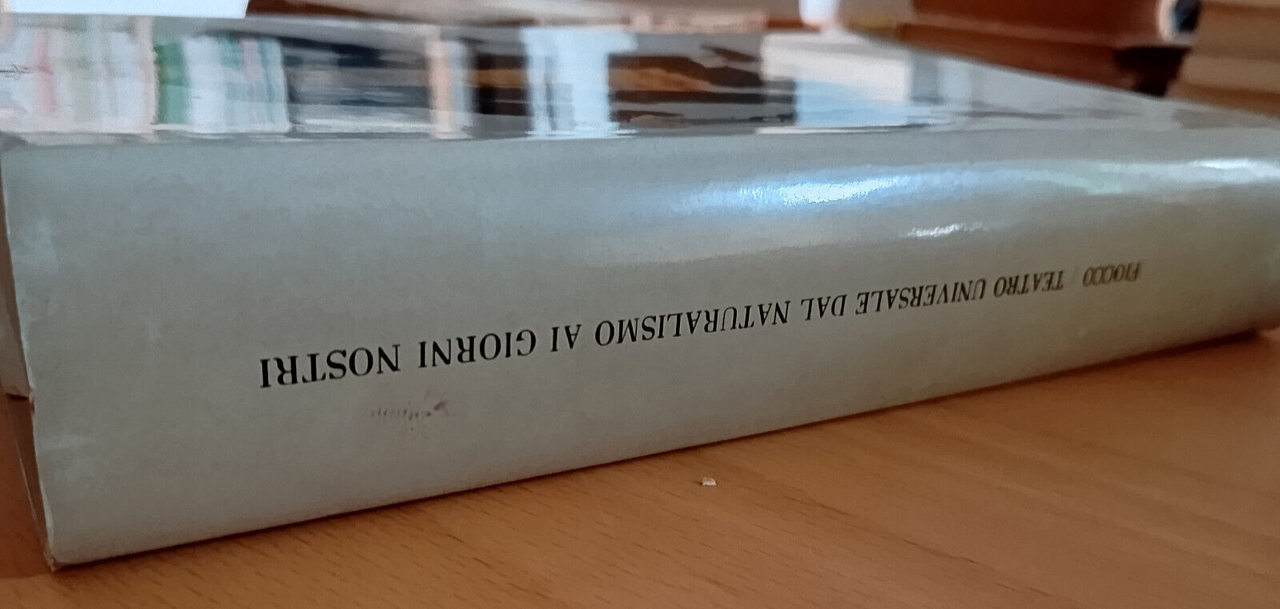 FIOCCO / TEATRO UNIVERSALE DAL NATURALISMO AI GIORNI NOSTRI